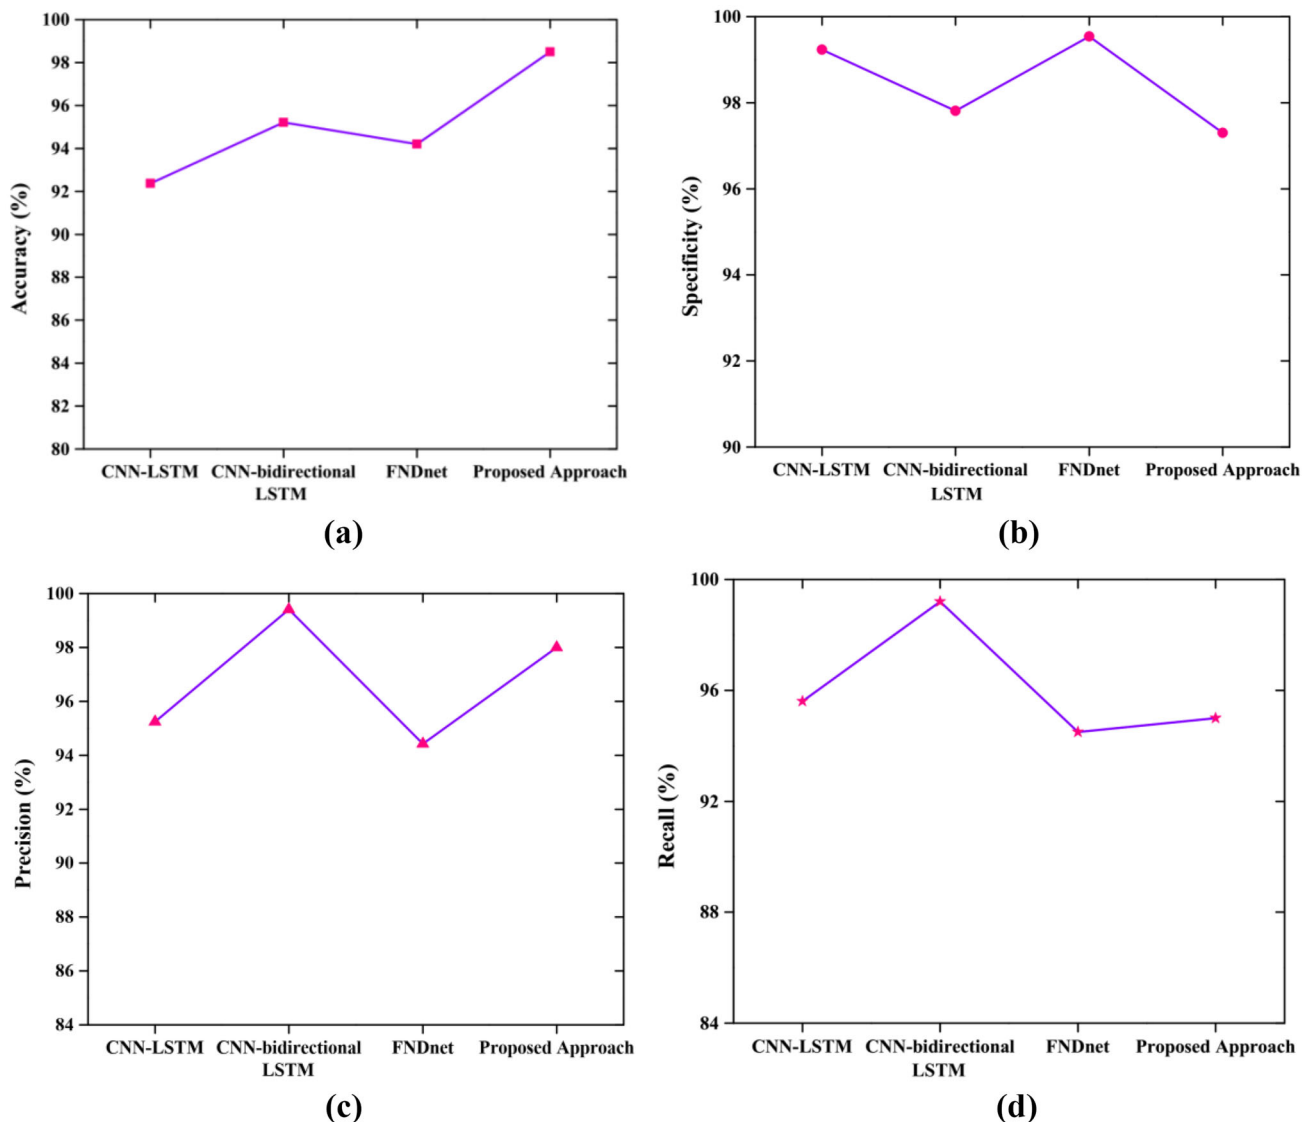 100
98
96
94
92
90
88
86
84
82
80
Accuracy (%)
CNN-LSTM CNN-bidirectional LSTM FNDnet Proposed Approach
(a)
100
98
96
94
92
90
Specificity (%)
CNN-LSTM CNN-bidirectional LSTM FNDnet Proposed Approach
(b)
100
98
96
94
92
90
88
86
84
Precision (%)
CNN-LSTM CNN-bidirectional LSTM FNDnet Proposed Approach
(c)
100
96
92
88
84
Recall (%)
CNN-LSTM CNN-bidirectional LSTM FNDnet Proposed Approach
(d)